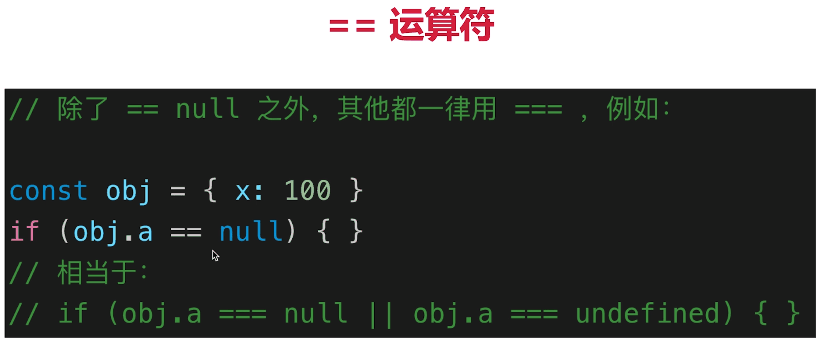 == 运算符
// 除了 == null 之外，其他都一律用 === ，例如：
const obj = { x: 100 }
if (obj.a == null) { }
// 相当于：
// if (obj.a === null || obj.a === undefined) { }